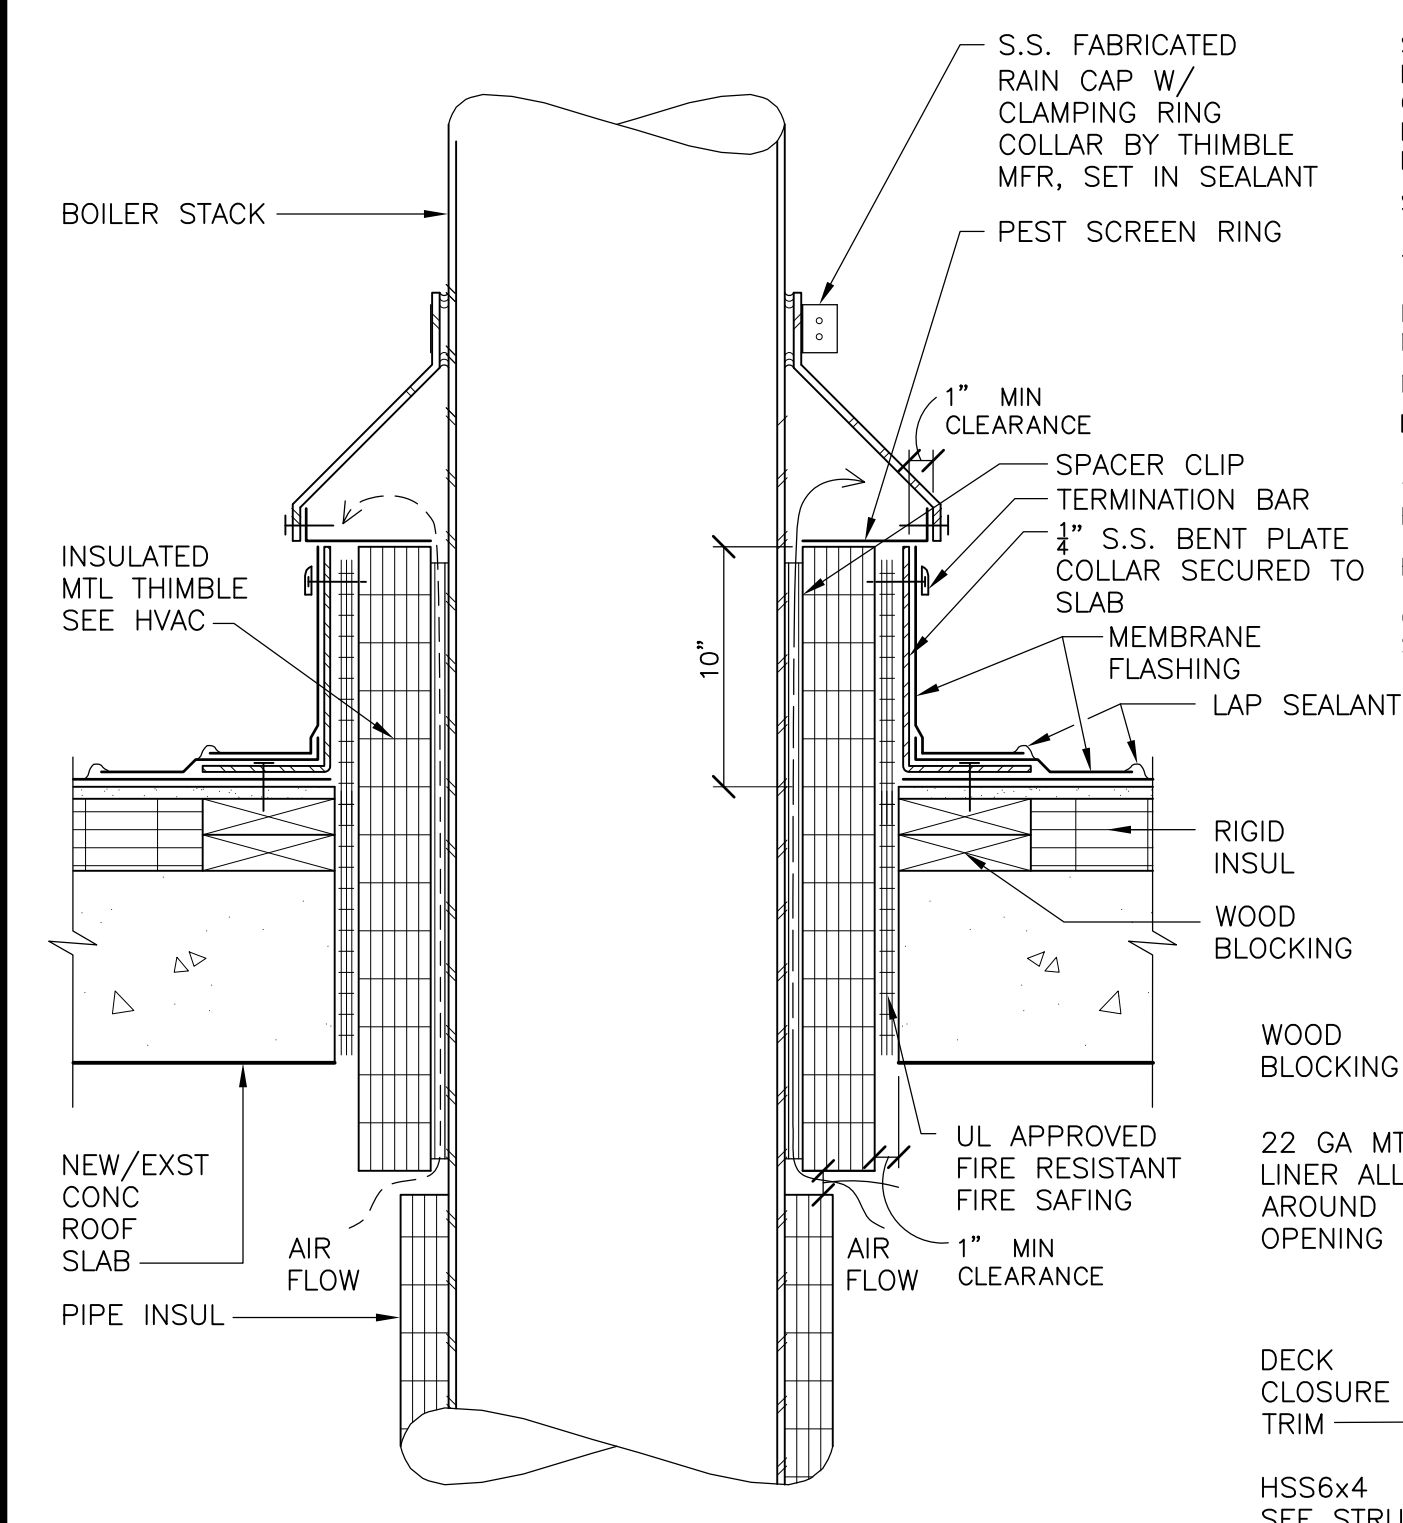 S.S. FABRICATED
RAIN CAP W/
CLAMPING RING
COLLAR BY THIMBLE
MFR, SET IN SEALANT
BOILER STACK
PEST SCREEN RING
1" MIN
CLEARANCE
SPACER CLIP
TERMINATION BAR
1/4" S.S. BENT PLATE
COLLAR SECURED TO
SLAB
INSULATED
MTL THIMBLE
SEE HVAC
10"
MEMBRANE
FLASHING
LAP SEALANT
RIGID
INSUL
WOOD
BLOCKING
WOOD
BLOCKING
UL APPROVED
FIRE RESISTANT
FIRE SAFING
22 GA MT
LINER ALL
AROUND
OPENING
NEW/EXST
CONC
ROOF
SLAB
AIR
FLOW
AIR
FLOW
1" MIN
CLEARANCE
PIPE INSUL
DECK
CLOSURE
TRIM
HSS6x4
SEE STRU